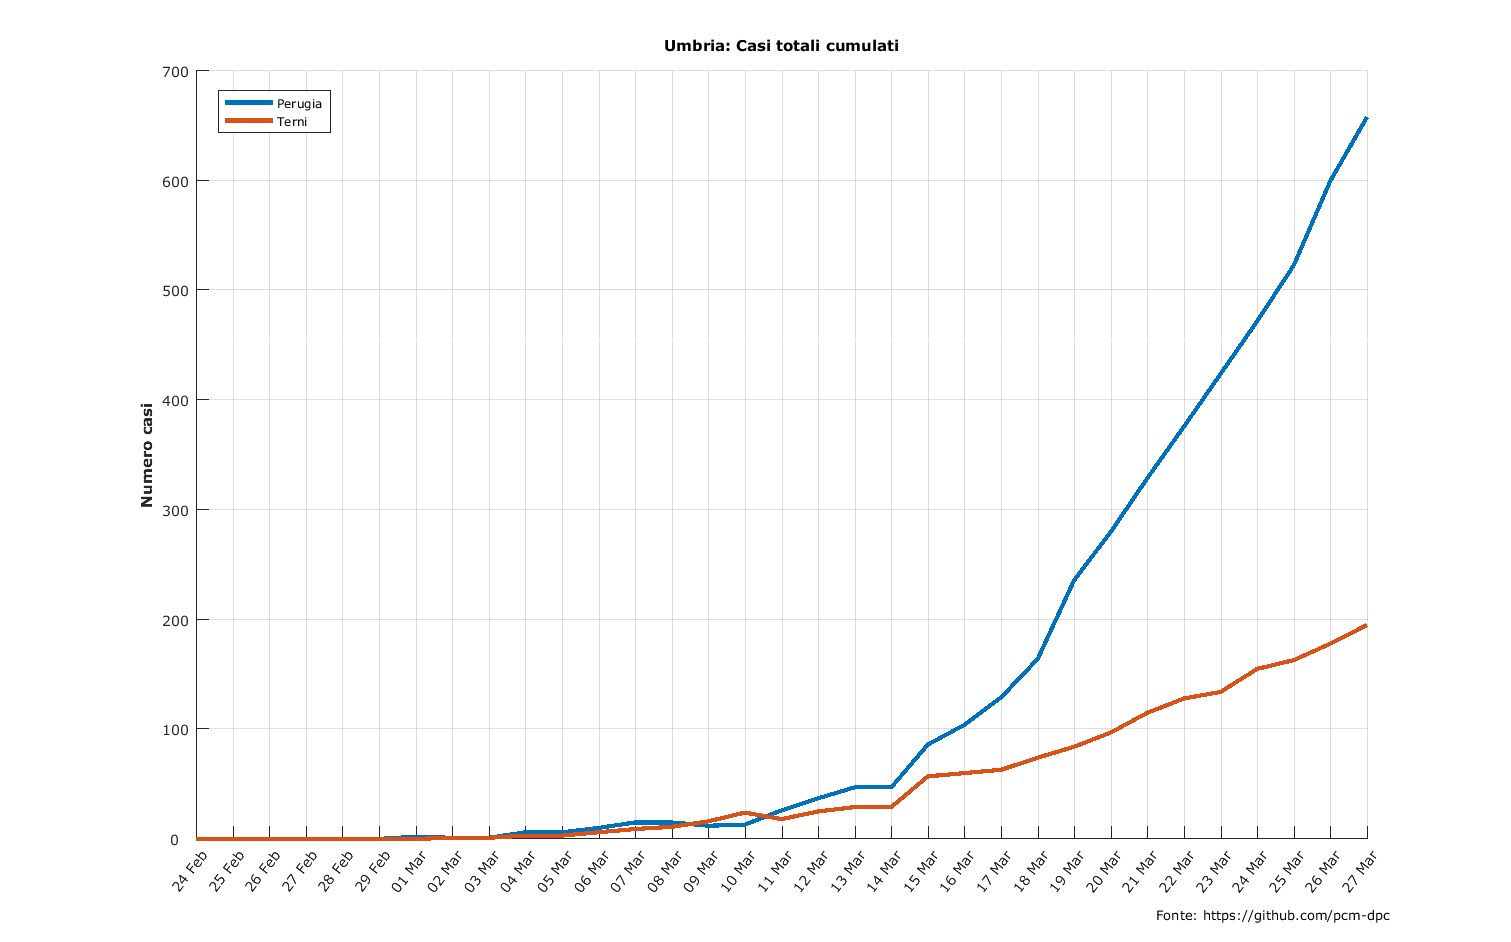 Umbria: Casi totali cumulati
700
600
500
400
300
200
100
0
Numero casi
Perugia
Terni
24 Feb
25 Feb
26 Feb
27 Feb
28 Feb
29 Feb
01 Mar
02 Mar
03 Mar
04 Mar
05 Mar
06 Mar
07 Mar
08 Mar
09 Mar
10 Mar
11 Mar
12 Mar
13 Mar
14 Mar
15 Mar
16 Mar
17 Mar
18 Mar
19 Mar
20 Mar
21 Mar
22 Mar
23 Mar
24 Mar
25 Mar
26 Mar
27 Mar
Fonte: https://github.com/pcm-dpc